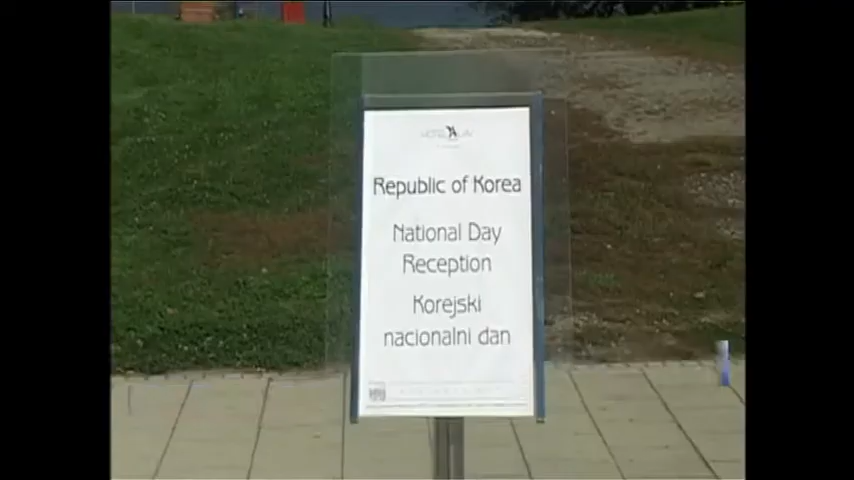 Republic of Korea
National Day
Reception
Korejski
nacionalni dan